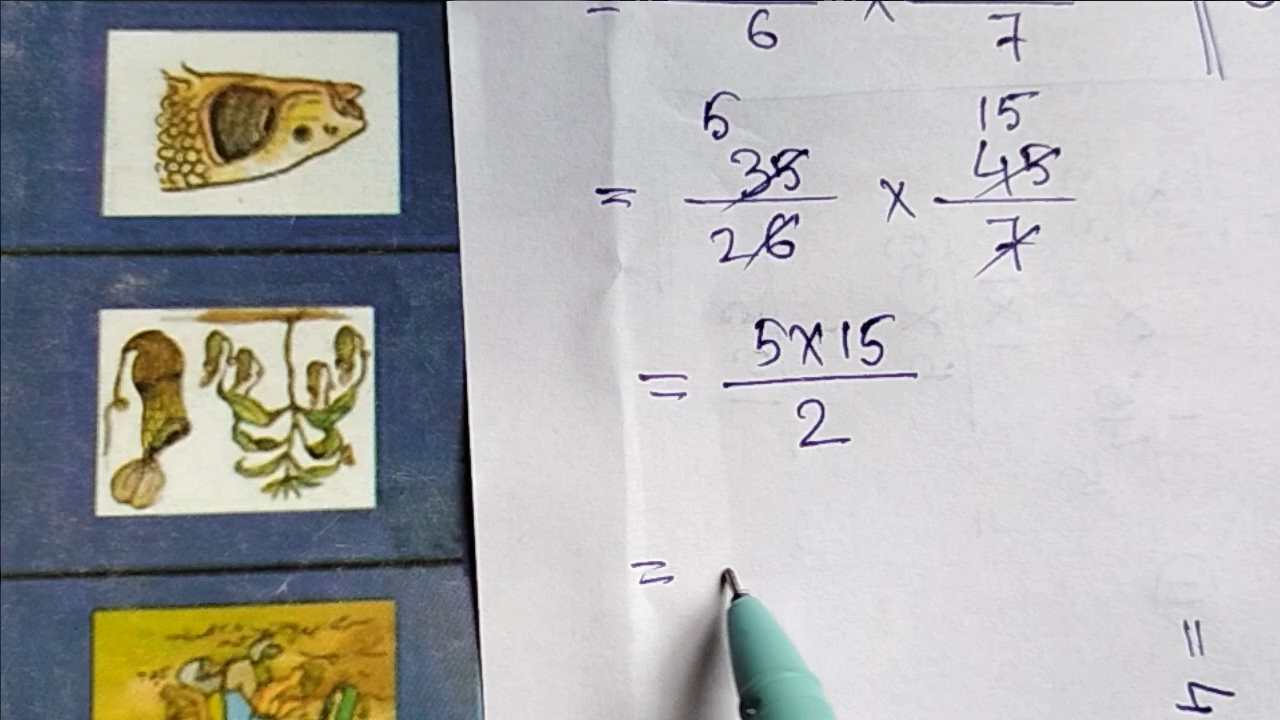 = 6 × 7
5 15
= 35/26 × 45/7
= 5×15/2
=